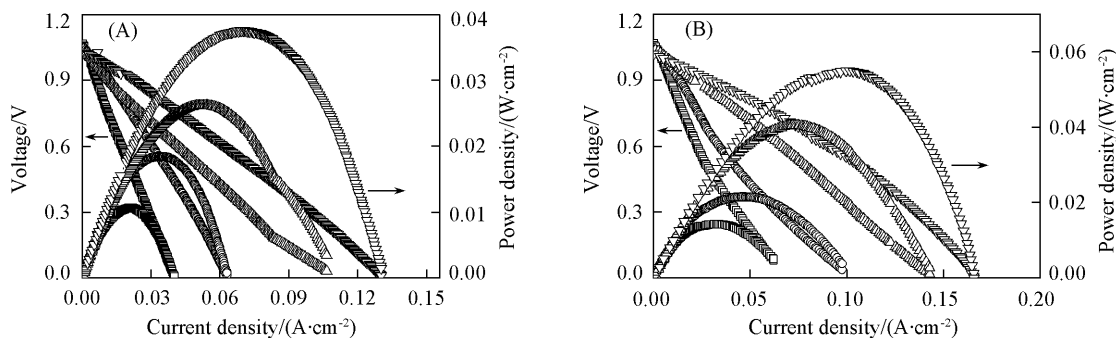 (A)
1.2
0.9
0.6
0.3
0.0
Voltage/V
0.04
0.03
0.02
0.01
0.00
Power density/(W·cm-2)
0.00 0.03 0.06 0.09 0.12 0.15
Current density/(A·cm-2)
(B)
1.2
0.9
0.6
0.3
0.0
Voltage/V
0.06
0.04
0.02
0.00
Power density/(W·cm-2)
0.00 0.05 0.10 0.15 0.20
Current density/(A·cm-2)